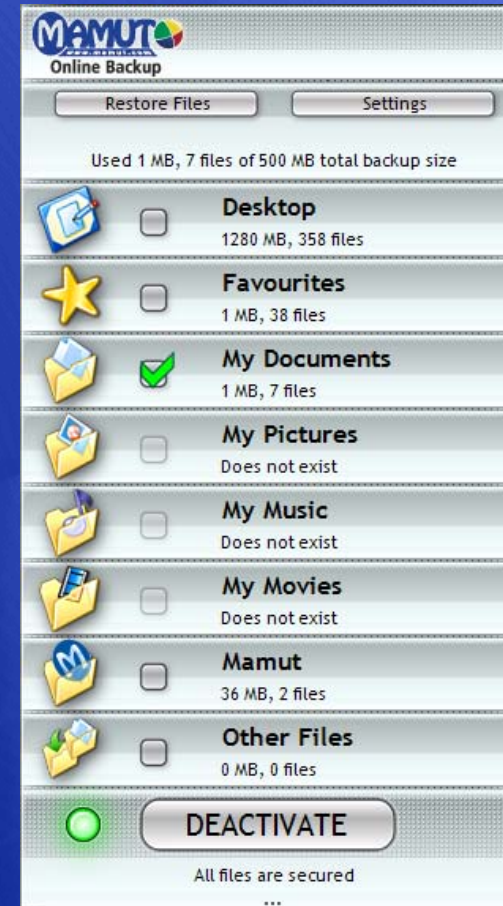 MAMUT
www.mamut.com
Online Backup
Restore Files
Settings
Used 1 MB, 7 files of 500 MB total backup size
Desktop
1280 MB, 358 files
Favourites
1 MB, 38 files
My Documents
1 MB, 7 files
My Pictures
Does not exist
My Music
Does not exist
My Movies
Does not exist
Mamut
36 MB, 2 files
Other Files
0 MB, 0 files
DEACTIVATE
All files are secured
...